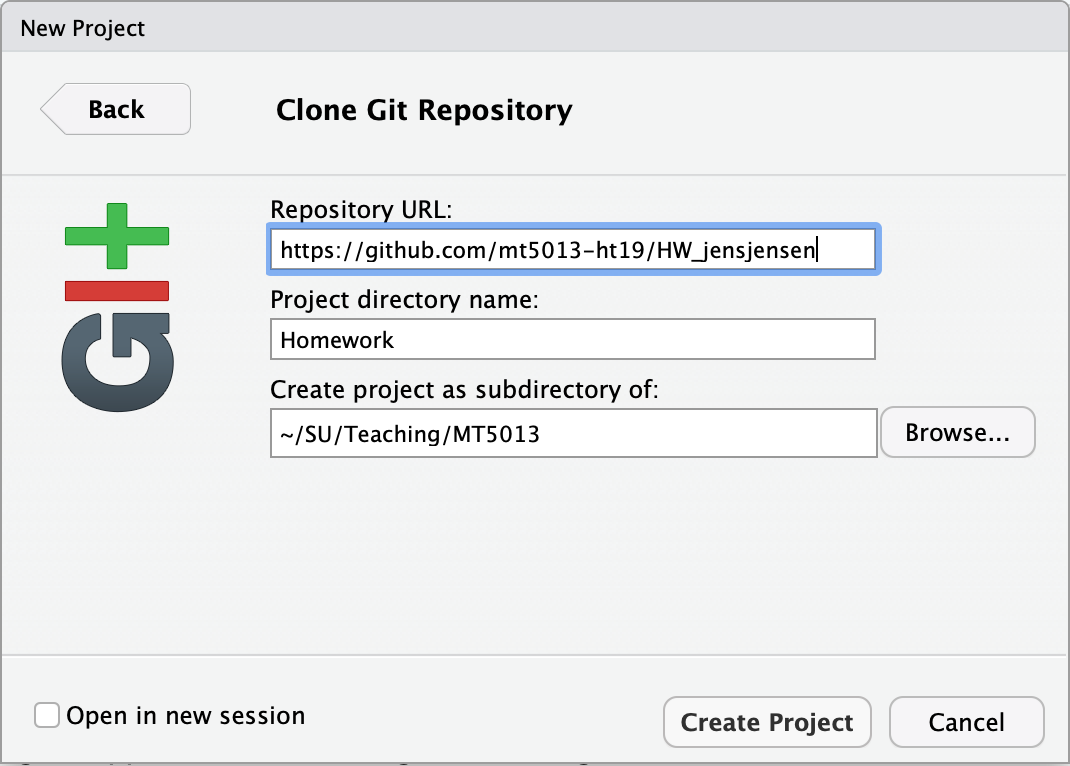 New Project
Back
Clone Git Repository
GIT
Repository URL:
https://github.com/mt5013-ht19/HW_jensjensen
Project directory name:
Homework
Create project as subdirectory of:
~/SU/Teaching/MT5013
Browse...
Open in new session
Create Project
Cancel